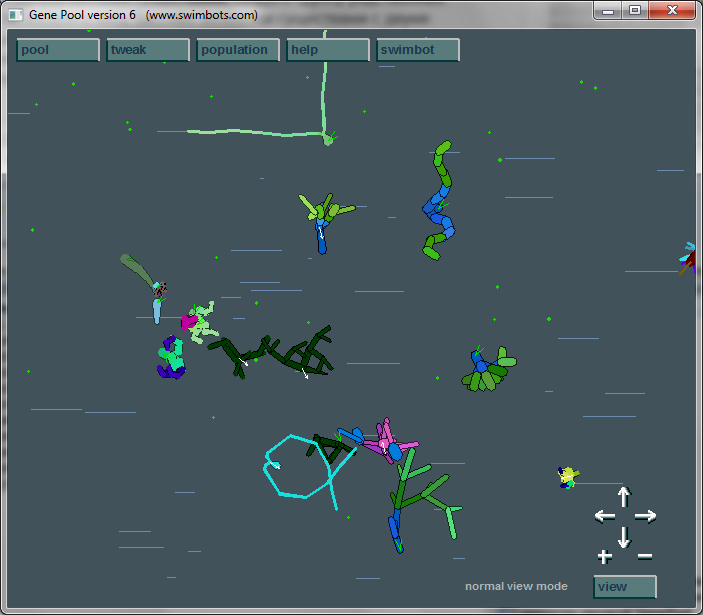 Gene Pool version 6 (www.swimbots.com)
pool tweak population help swimbot
normal view mode view